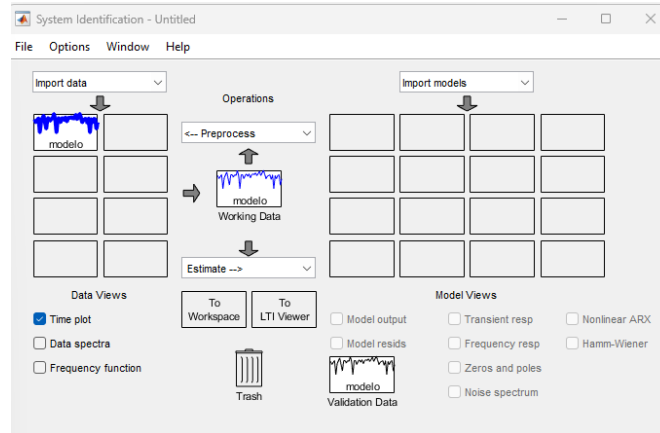 System Identification - Untitled
File Options Window Help
Import data
Import models
Operations
<-- Preprocess
modelo
modelo
Working Data
Estimate -->
Data Views
To Workspace
To LTI Viewer
Model Views
Time plot
Data spectra
Frequency function
Trash
Model output
Transient resp
Nonlinear ARX
Model resids
Frequency resp
Hamm-Wiener
Zeros and poles
Noise spectrum
modelo
Validation Data